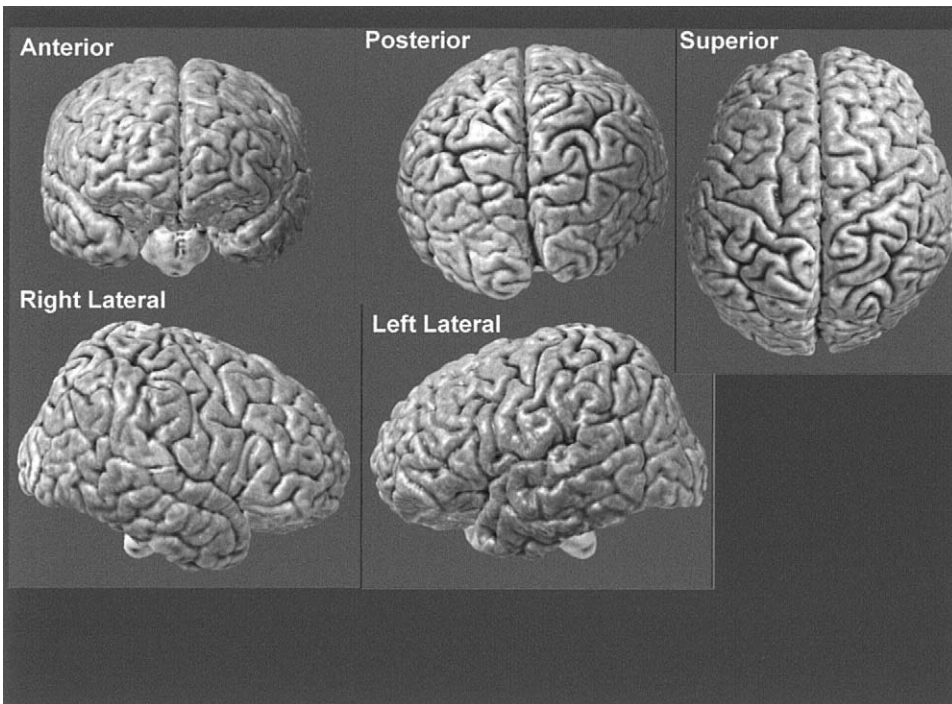 Anterior
Posterior
Superior
Right Lateral
Left Lateral